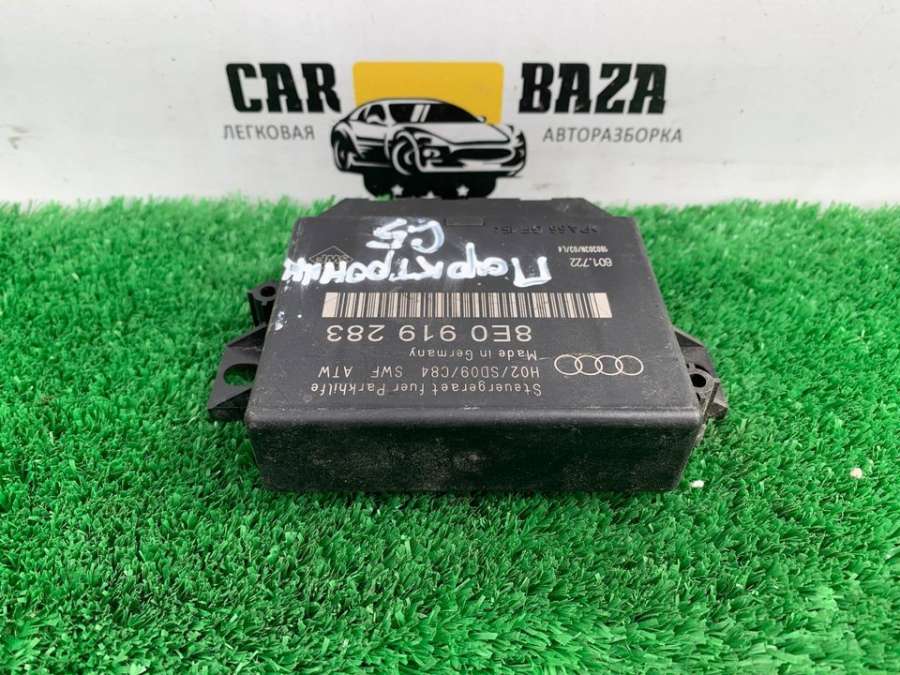 CAR BAZA
ЛЕГКОВАЯ АВТОРАЗБОРКА
Steuergeraet fuer Parkhilfe
H02/SD09/C84 SWF ATW
Made in Germany
8E0 919 283
601.722
SWF
Парктроник
C5